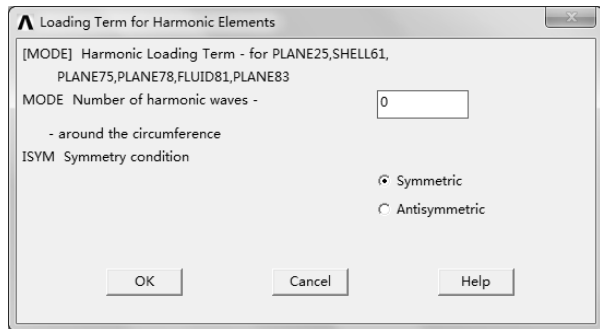 Loading Term for Harmonic Elements
[MODE] Harmonic Loading Term - for PLANE25,SHELL61,
PLANE75,PLANE78,FLUID81,PLANE83
MODE Number of harmonic waves -
0
- around the circumference
ISYM Symmetry condition
Symmetric
Antisymmetric
OK Cancel Help